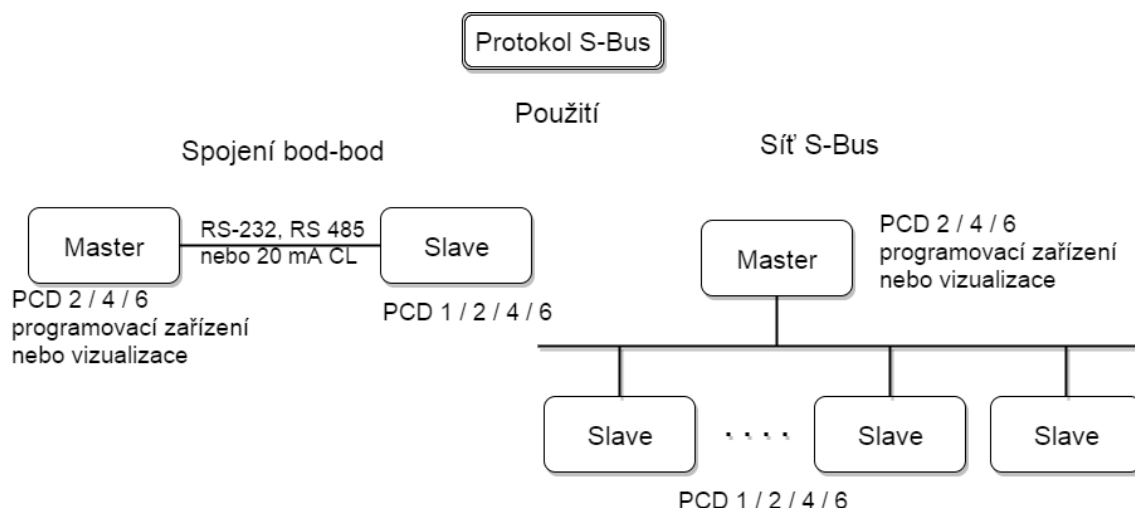 Protokol S-Bus
Použití
Spojení bod-bod
Síť S-Bus
Master
RS-232, RS 485
nebo 20 mA CL
Slave
PCD 2 / 4 / 6
programovací zařízení
nebo vizualizace
PCD 1 / 2 / 4 / 6
Master
PCD 2 / 4 / 6
programovací zařízení
nebo vizualizace
Slave
. . . .
Slave
Slave
PCD 1 / 2 / 4 / 6